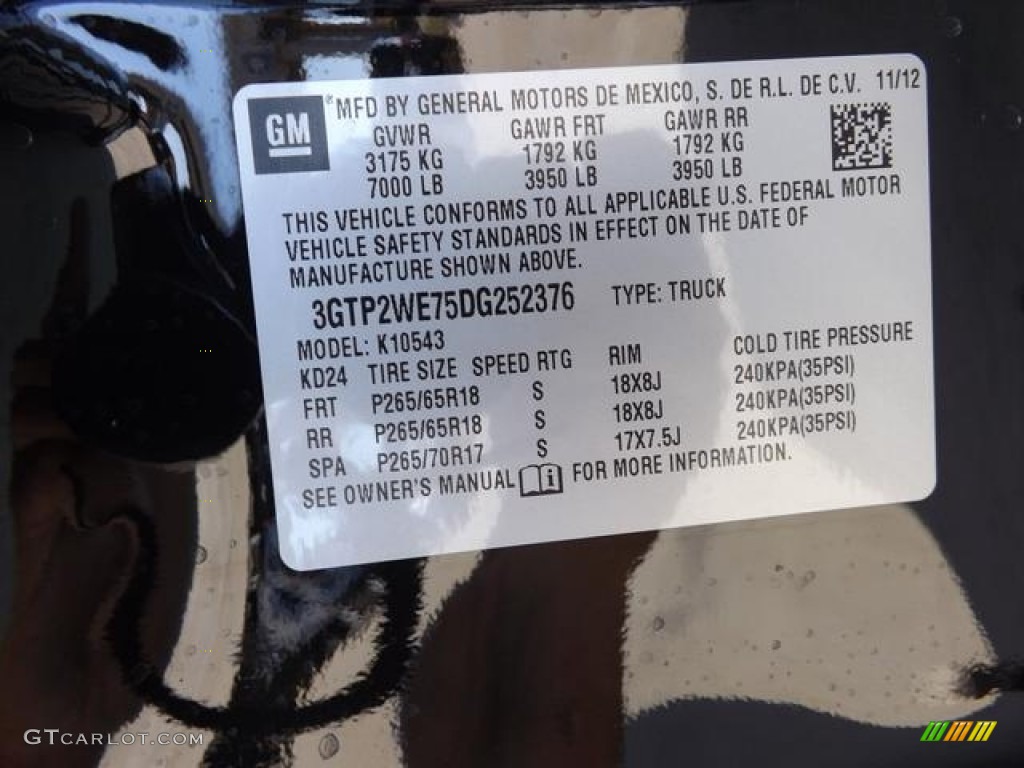 GM
*MFD BY GENERAL MOTORS DE MEXICO, S. DE R.L. DE C.V. 11/12
GVWR GAWR FRT GAWR RR
3175 KG 1792 KG 1792 KG
7000 LB 3950 LB 3950 LB
THIS VEHICLE CONFORMS TO ALL APPLICABLE U.S. FEDERAL MOTOR
VEHICLE SAFETY STANDARDS IN EFFECT ON THE DATE OF
MANUFACTURE SHOWN ABOVE.
3GTP2WE75DG252376 TYPE: TRUCK
MODEL: K10543
KD24 TIRE SIZE SPEED RTG RIM COLD TIRE PRESSURE
FRT P265/65R18 S 18X8J 240KPA(35PSI)
RR P265/65R18 S 18X8J 240KPA(35PSI)
SPA P265/70R17 S 17X7.5J 240KPA(35PSI)
SEE OWNER'S MANUAL i FOR MORE INFORMATION.
GTCARLOT.COM